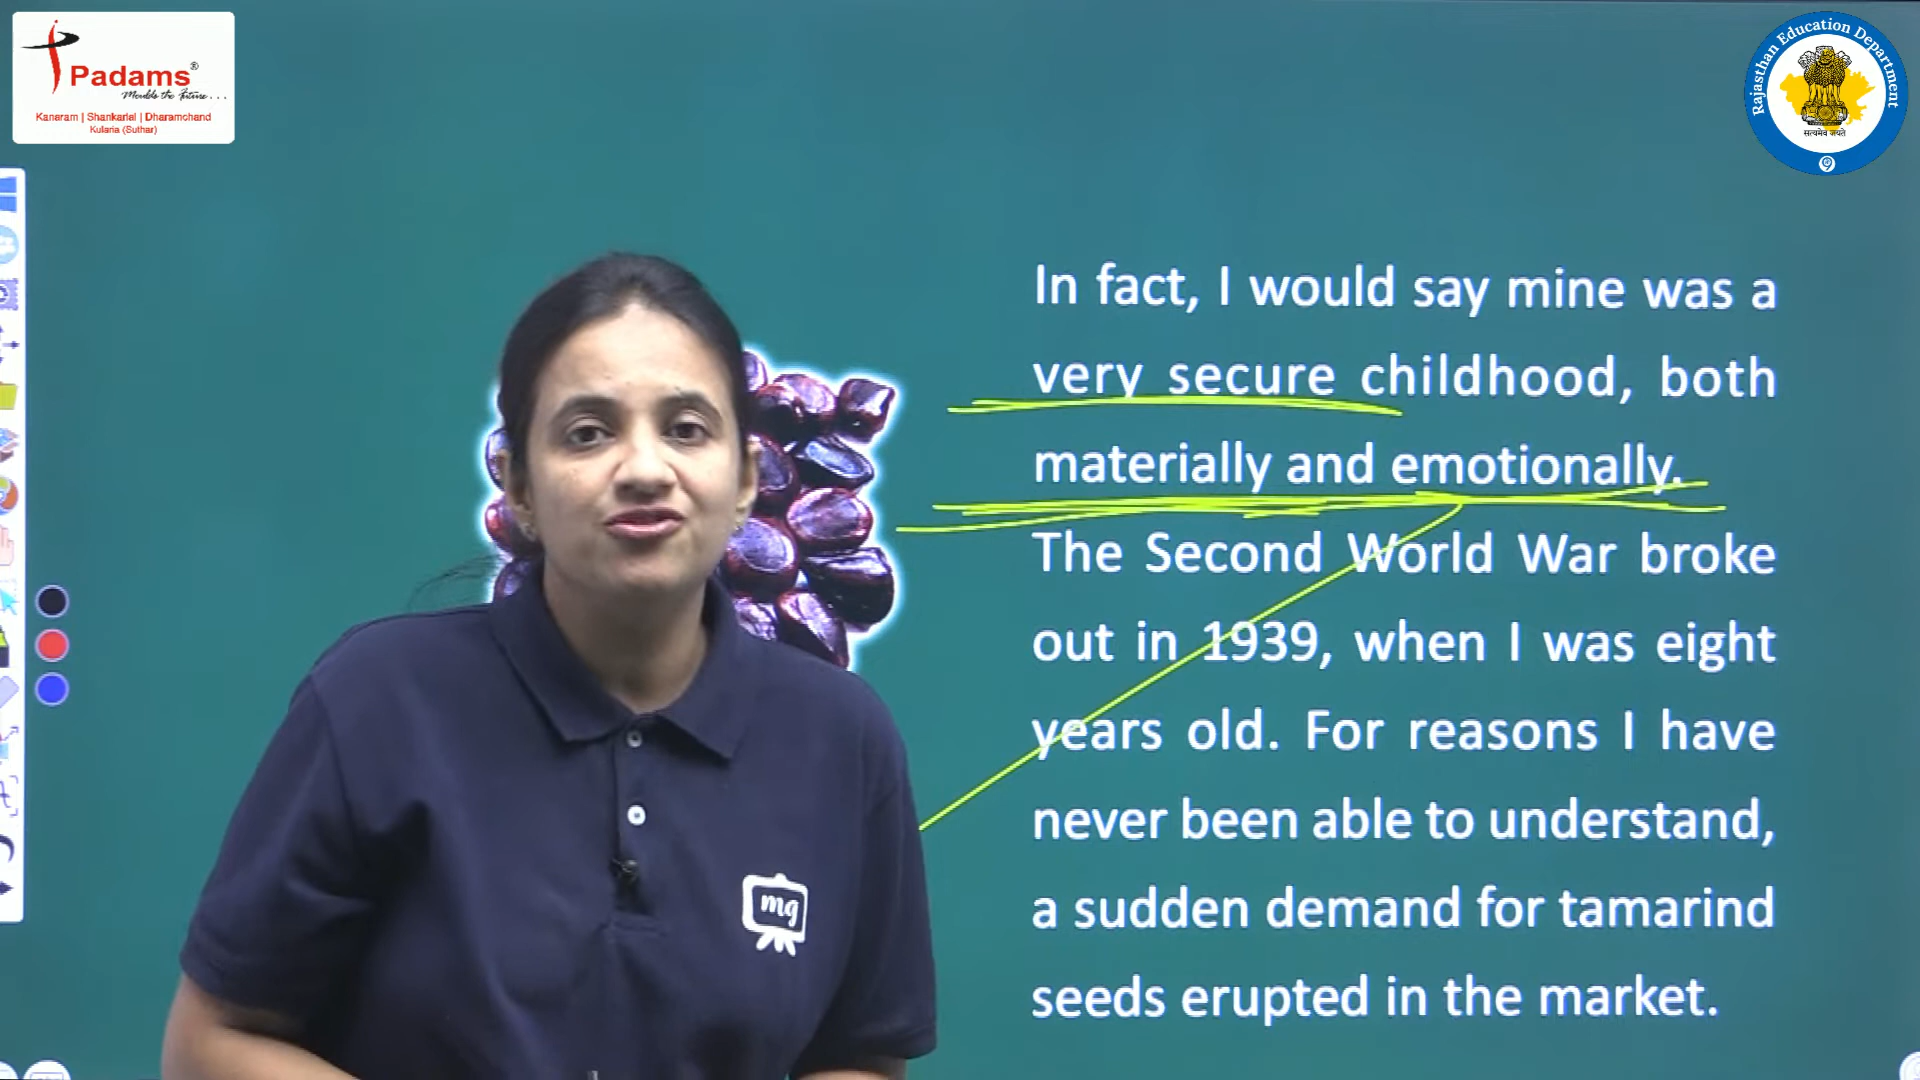 Padams®
Moulds the Future...
Kanaram | Shankarlal | Dharamchand
Kularia (Suthar)
Rajasthan Education Department
सत्यमेव जयते
In fact, I would say mine was a
very secure childhood, both
materially and emotionally.
The Second World War broke
out in 1939, when I was eight
years old. For reasons I have
never been able to understand,
a sudden demand for tamarind
seeds erupted in the market.
mg